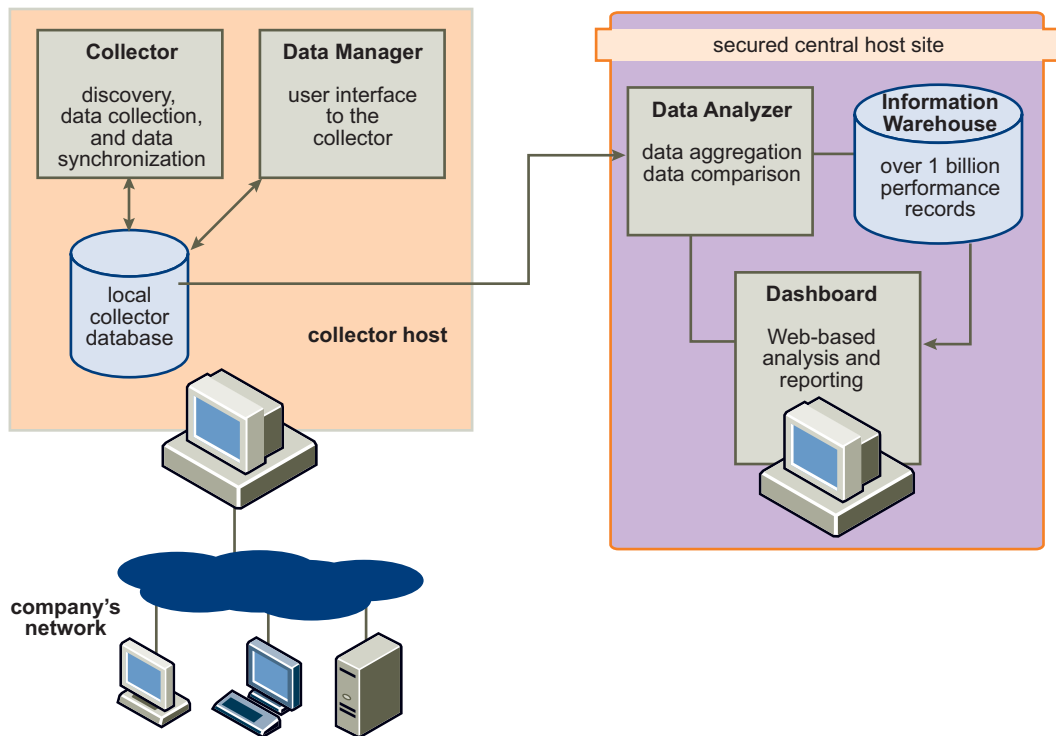 Collector
discovery,
data collection,
and data
synchronization
Data Manager
user interface
to the
collector
local
collector
database
collector host
company’s
network
secured central host site
Data Analyzer
data aggregation
data comparison
Information
Warehouse
over 1 billion
performance
records
Dashboard
Web-based
analysis and
reporting